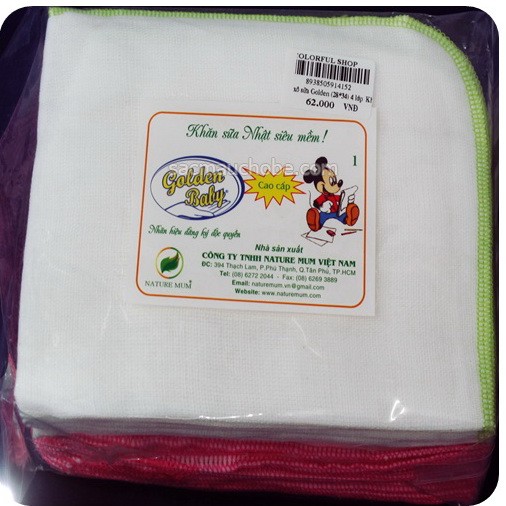 COLORFUL SHOP
8938505914152
xô sữa Golden (28*34) 4 lớp
62.000 VNĐ
Khăn sữa Nhật siêu mềm!
1
Golden
Baby
Cao cấp
Nhãn hiệu đăng ký độc quyền
Nhà sản xuất
CÔNG TY TNHH NATURE MUM VIỆT NAM
ĐC: 394 Thạch Lam, P.Phú Thạnh, Q.Tân Phú, TP.HCM
Tel: (08) 6272 2044 - Fax: (08) 6269 3889
Email: naturemum.vn@gmail.com
Website: www.naturemum.com
NATURE MUM